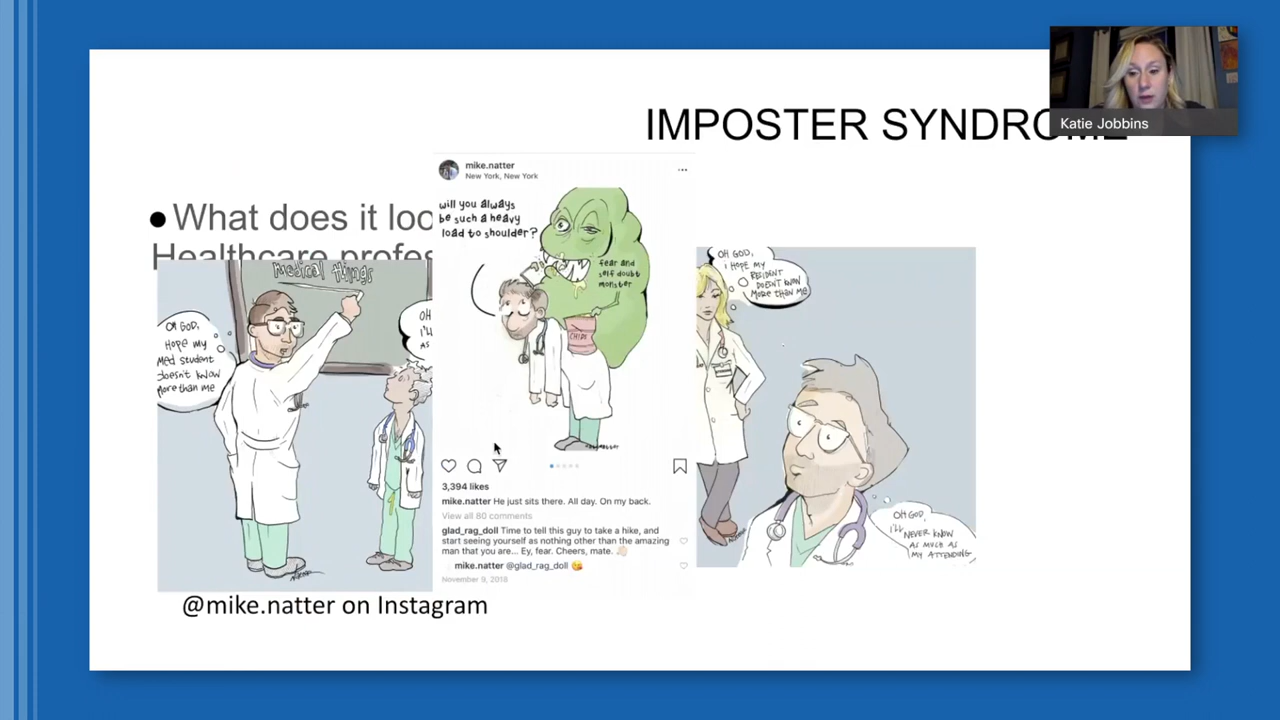 Katie Jobbins
IMPOSTER SYNDROME
● What does it loo
Healthcare profes
Medical things
OH GOD,
HOPE MY
MED STUDENT
DOESN'T KNOW
MORE THAN ME
OH
I'LL
AS
mike.natter
New York, New York
will you always
be such a heavy
load to shoulder?
fear and
self doubt
monster
CHIPS
3,394 likes
mike.natter He just sits there. All day. On my back.
View all 80 comments
glad_rag_doll Time to tell this guy to take a hike, and
start seeing yourself as nothing other than the amazing
man that you are... Ey, fear. Cheers, mate. 👊🏻
mike.natter @glad_rag_doll 😘
November 9, 2018
OH GOD,
I HOPE MY
RESIDENT
DOESN'T KNOW
MORE THAN ME
OH GOD,
I'LL
NEVER KNOW
AS MUCH AS
MY ATTENDING
@mike.natter on Instagram